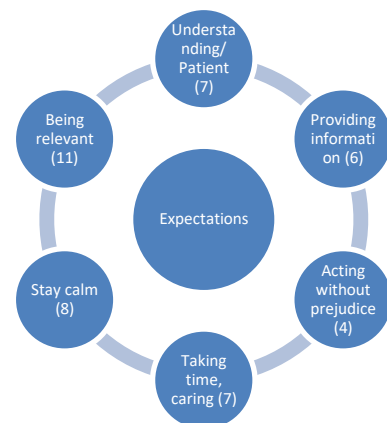 Understa
nding/
Patient
(7)
Providing
informati
on (6)
Acting
without
prejudice
(4)
Taking
time,
caring (7)
Stay calm
(8)
Being
relevant
(11)
Expectations